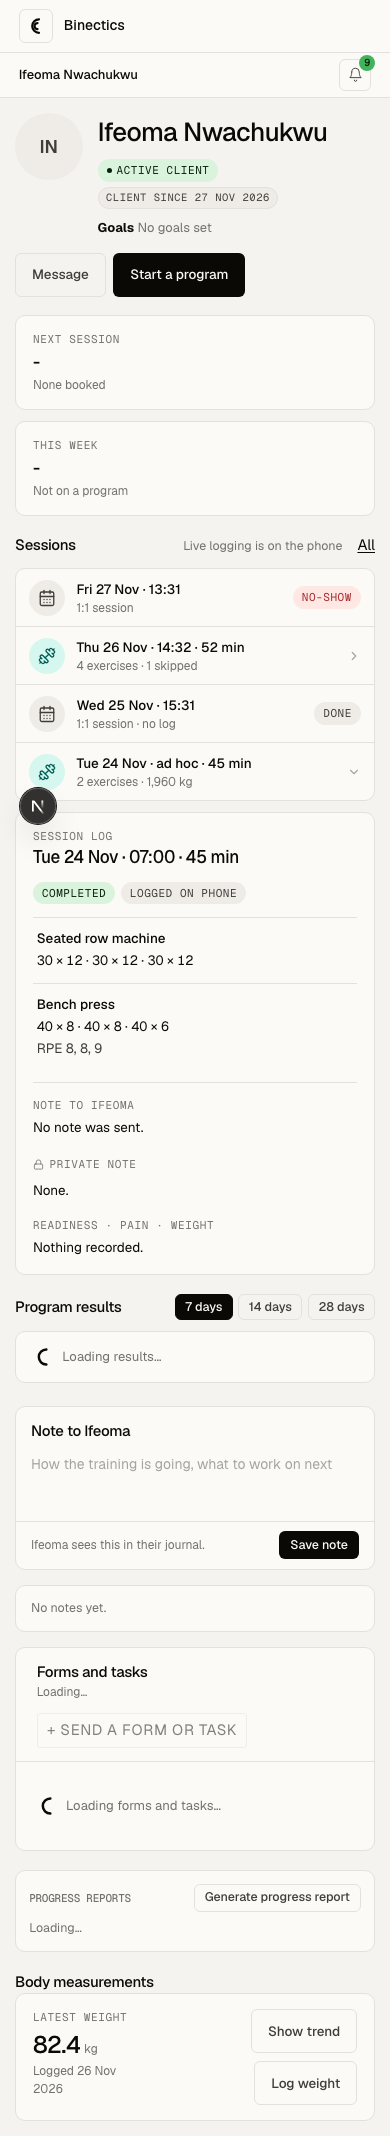 Binectics
Ifeoma Nwachukwu
9
IN
Ifeoma Nwachukwu
ACTIVE CLIENT
CLIENT SINCE 27 NOV 2026
Goals No goals set
Message
Start a program
NEXT SESSION
-
None booked
THIS WEEK
-
Not on a program
Sessions
Live logging is on the phone
All
Fri 27 Nov · 13:31
1:1 session
NO-SHOW
Thu 26 Nov · 14:32 · 52 min
4 exercises · 1 skipped
Wed 25 Nov · 15:31
1:1 session · no log
DONE
Tue 24 Nov · ad hoc · 45 min
2 exercises · 1,960 kg
N
SESSION LOG
Tue 24 Nov · 07:00 · 45 min
COMPLETED
LOGGED ON PHONE
Seated row machine
30 × 12 · 30 × 12 · 30 × 12
Bench press
40 × 8 · 40 × 8 · 40 × 6
RPE 8, 8, 9
NOTE TO IFEOMA
No note was sent.
PRIVATE NOTE
None.
READINESS · PAIN · WEIGHT
Nothing recorded.
Program results
7 days
14 days
28 days
Loading results…
Note to Ifeoma
How the training is going, what to work on next
Ifeoma sees this in their journal.
Save note
No notes yet.
Forms and tasks
Loading…
+ SEND A FORM OR TASK
Loading forms and tasks…
PROGRESS REPORTS
Generate progress report
Loading…
Body measurements
LATEST WEIGHT
82.4 kg
Logged 26 Nov
2026
Show trend
Log weight